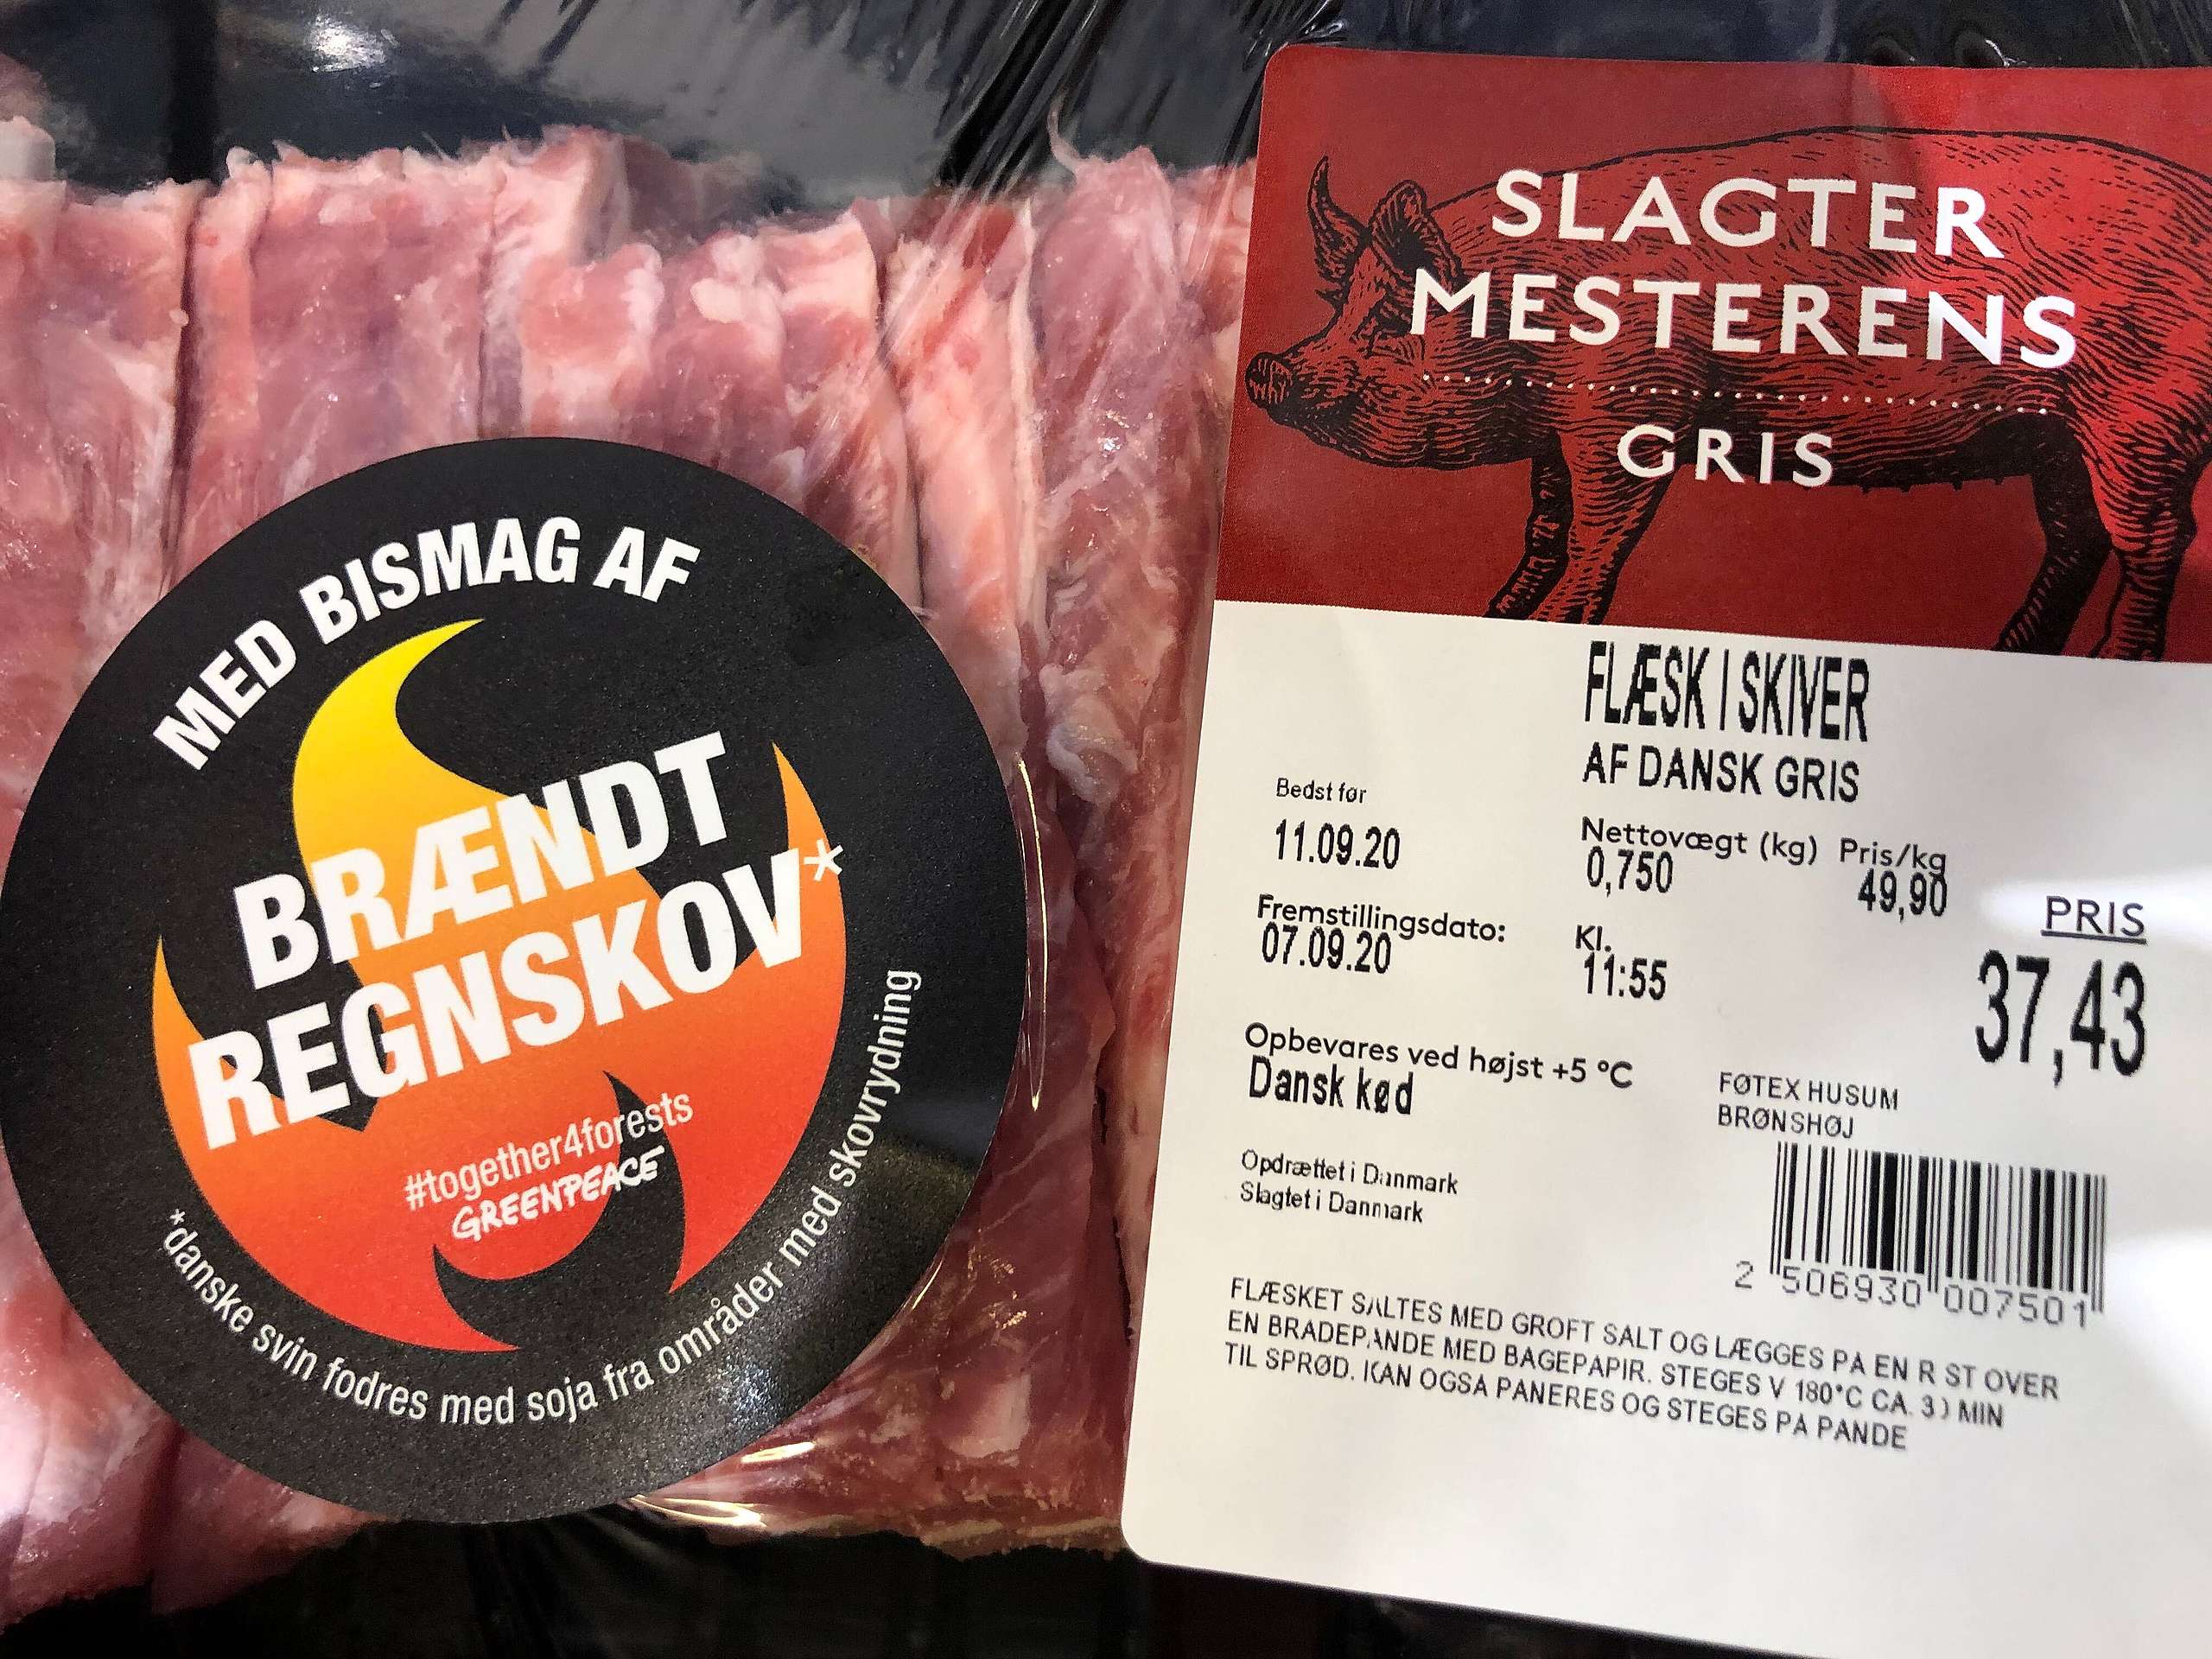 MED BISMAG AF
BRÆNDT
REGNSKOV*
#together4forests
GREENPEACE
*danske svin fodres med soja fra områder med skovrydning
SLAGTER
MESTERENS
GRIS
FLÆSK I SKIVER
AF DANSK GRIS
Bedst før
11.09.20
Nettovægt (kg) Pris/kg
0,750 49,90
PRIS
37,43
Fremstillingsdato: Kl.
07.09.20 11:55
Opbevares ved højst +5 °C
Dansk kød
FØTEX HUSUM
BRØNSHØJ
Opdrættet i Danmark
Slagtet i Danmark
2 506930 007501
FLÆSKET SALTES MED GROFT SALT OG LÆGGES PA EN R ST OVER
EN BRADEPANDE MED BAGEPAPIR. STEGES V 180°C CA. MIN
TIL SPRØD. KAN OGSA PANERES OG STEGES PA PANDE